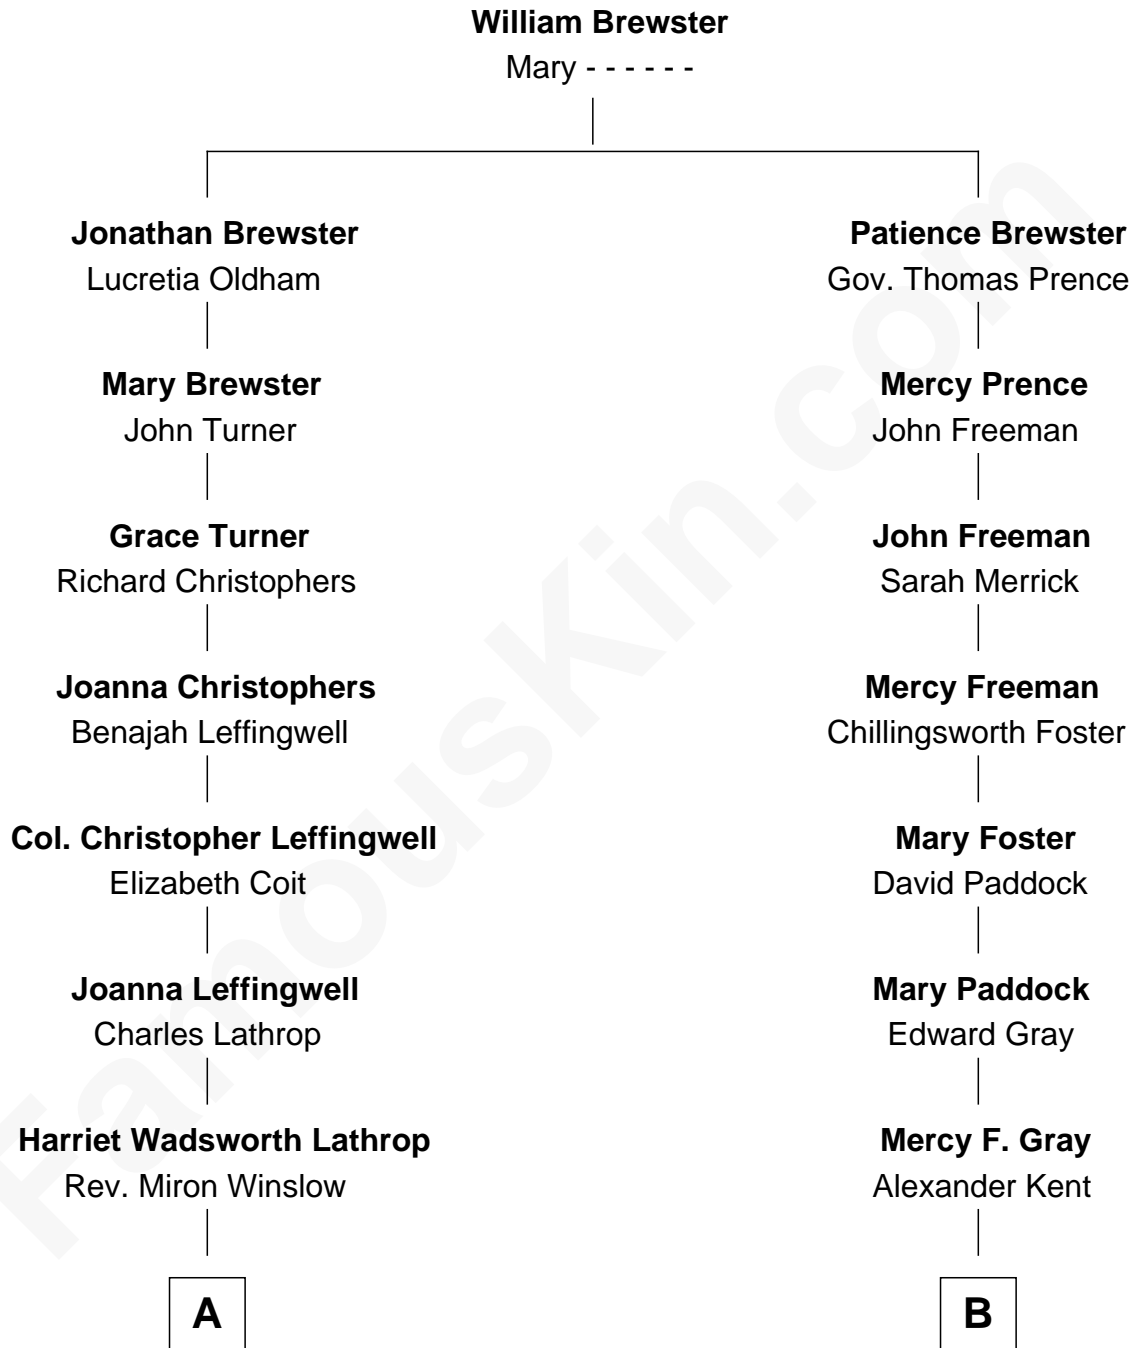 William Brewster
Mary - - - - - -
Jonathan Brewster
Lucretia Oldham
Patience Brewster
Gov. Thomas Prence
Mary Brewster
John Turner
Mercy Prence
John Freeman
Grace Turner
Richard Christophers
John Freeman
Sarah Merrick
Joanna Christophers
Benajah Leffingwell
Mercy Freeman
Chillingsworth Foster
Col. Christopher Leffingwell
Elizabeth Coit
Mary Foster
David Paddock
Joanna Leffingwell
Charles Lathrop
Mary Paddock
Edward Gray
Harriet Wadsworth Lathrop
Rev. Miron Winslow
Mercy F. Gray
Alexander Kent
A
B
FamousKin.com